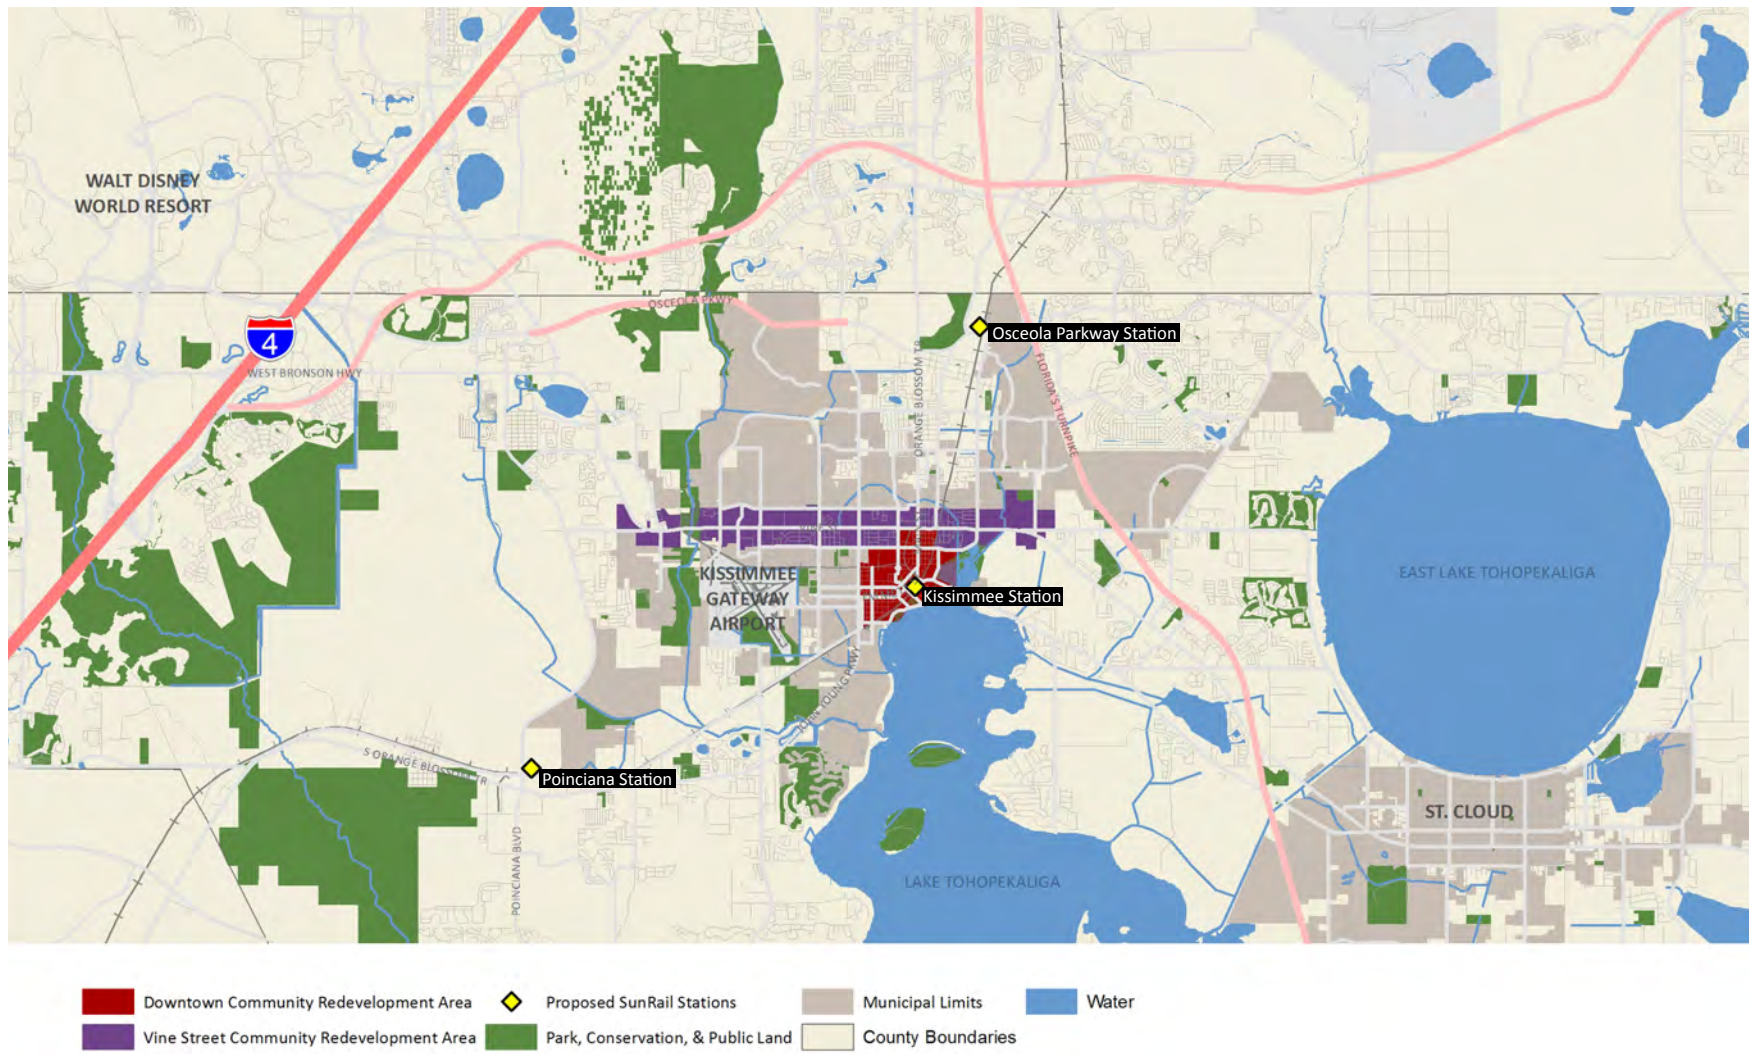 WALT DISNEY
WORLD RESORT
OSCEOLA PKWY
4
WEST BRONSON HWY
Osceola Parkway Station
ORANGE BLOSSOM TR
FLORIDA'S TURNPIKE
KISSIMMEE
GATEWAY
AIRPORT
Kissimmee Station
EAST LAKE TOHOPEKALIGA
JOHN YOUNG PKWY
S ORANGE BLOSSOM TR
Poinciana Station
POINCIANA BLVD
ST. CLOUD
LAKE TOHOPEKALIGA
Downtown Community Redevelopment Area
Proposed SunRail Stations
Municipal Limits
Water
Vine Street Community Redevelopment Area
Park, Conservation, & Public Land
County Boundaries